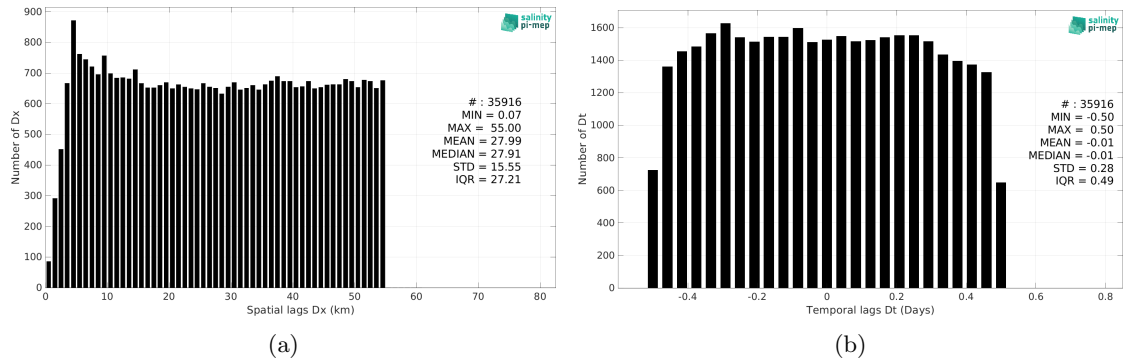 900
800
700
600
500
400
300
200
100
0
Number of Dx
0 10 20 30 40 50 60 70 80
Spatial lags Dx (km)
salinity
pi-mep
# : 35916
MIN = 0.07
MAX = 55.00
MEAN = 27.99
MEDIAN = 27.91
STD = 15.55
IQR = 27.21
(a)
1600
1400
1200
1000
800
600
400
200
0
Number of Dt
-0.4 -0.2 0 0.2 0.4 0.6 0.8
Temporal lags Dt (Days)
salinity
pi-mep
# : 35916
MIN = -0.50
MAX = 0.50
MEAN = -0.01
MEDIAN = -0.01
STD = 0.28
IQR = 0.49
(b)